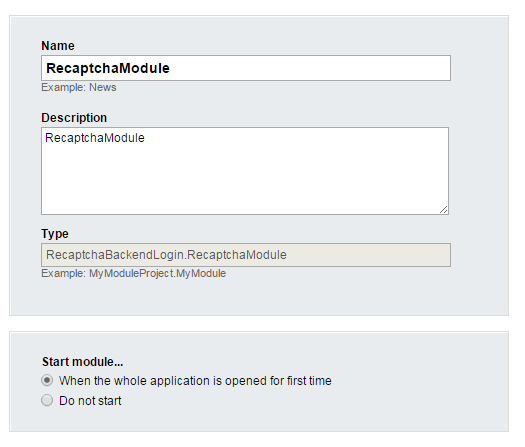 Name
RecaptchaModule
Example: News
Description
RecaptchaModule
Type
RecaptchaBackendLogin.RecaptchaModule
Example: MyModuleProject.MyModule
Start module...
When the whole application is opened for first time
Do not start